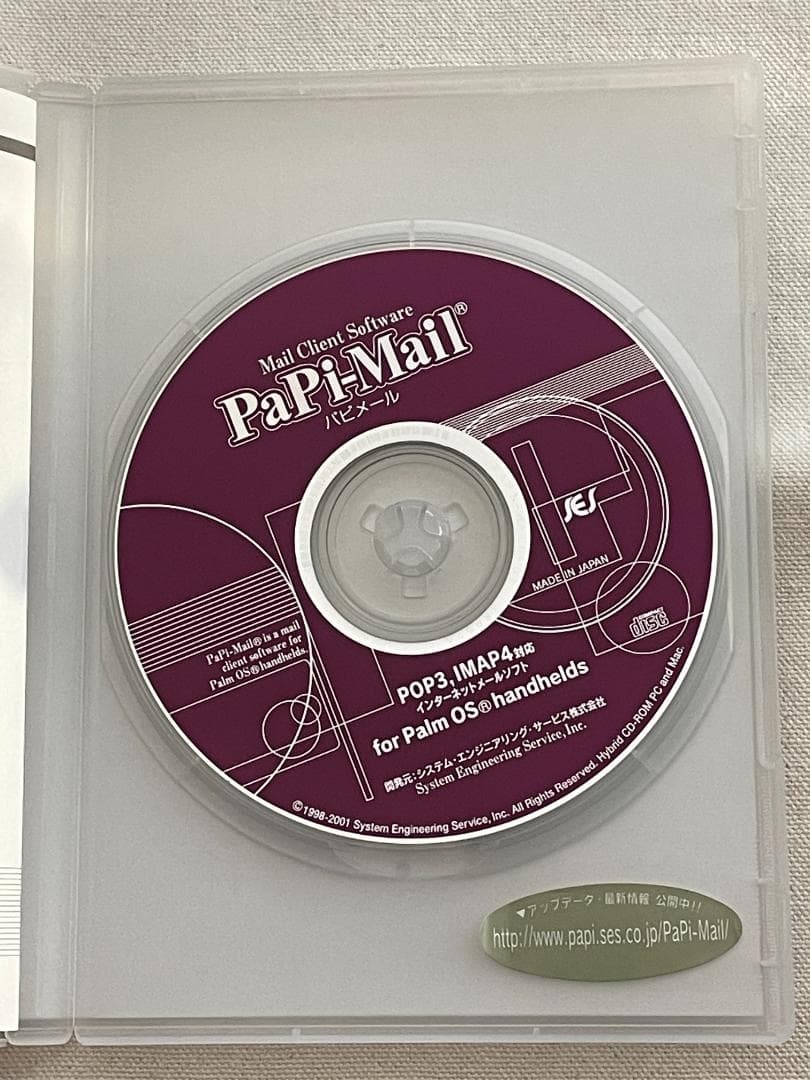 Mail Client Software
PaPi-Mail®
パピメール
SES
MADE IN JAPAN
COMPACT
disc
PaPi-Mail® is a mail
client software for
Palm OS® handhelds.
POP3, IMAP4対応
インターネットメールソフト
for Palm OS® handhelds
開発元:システム・エンジニアリング・サービス株式会社
System Engineering Service, Inc.
©1998-2001 System Engineering Service, Inc. All Rights Reserved. Hybrid CD-ROM PC and Mac.
▼アップデータ・最新情報 公開中!!
http://www.papi.ses.co.jp/PaPi-Mail/